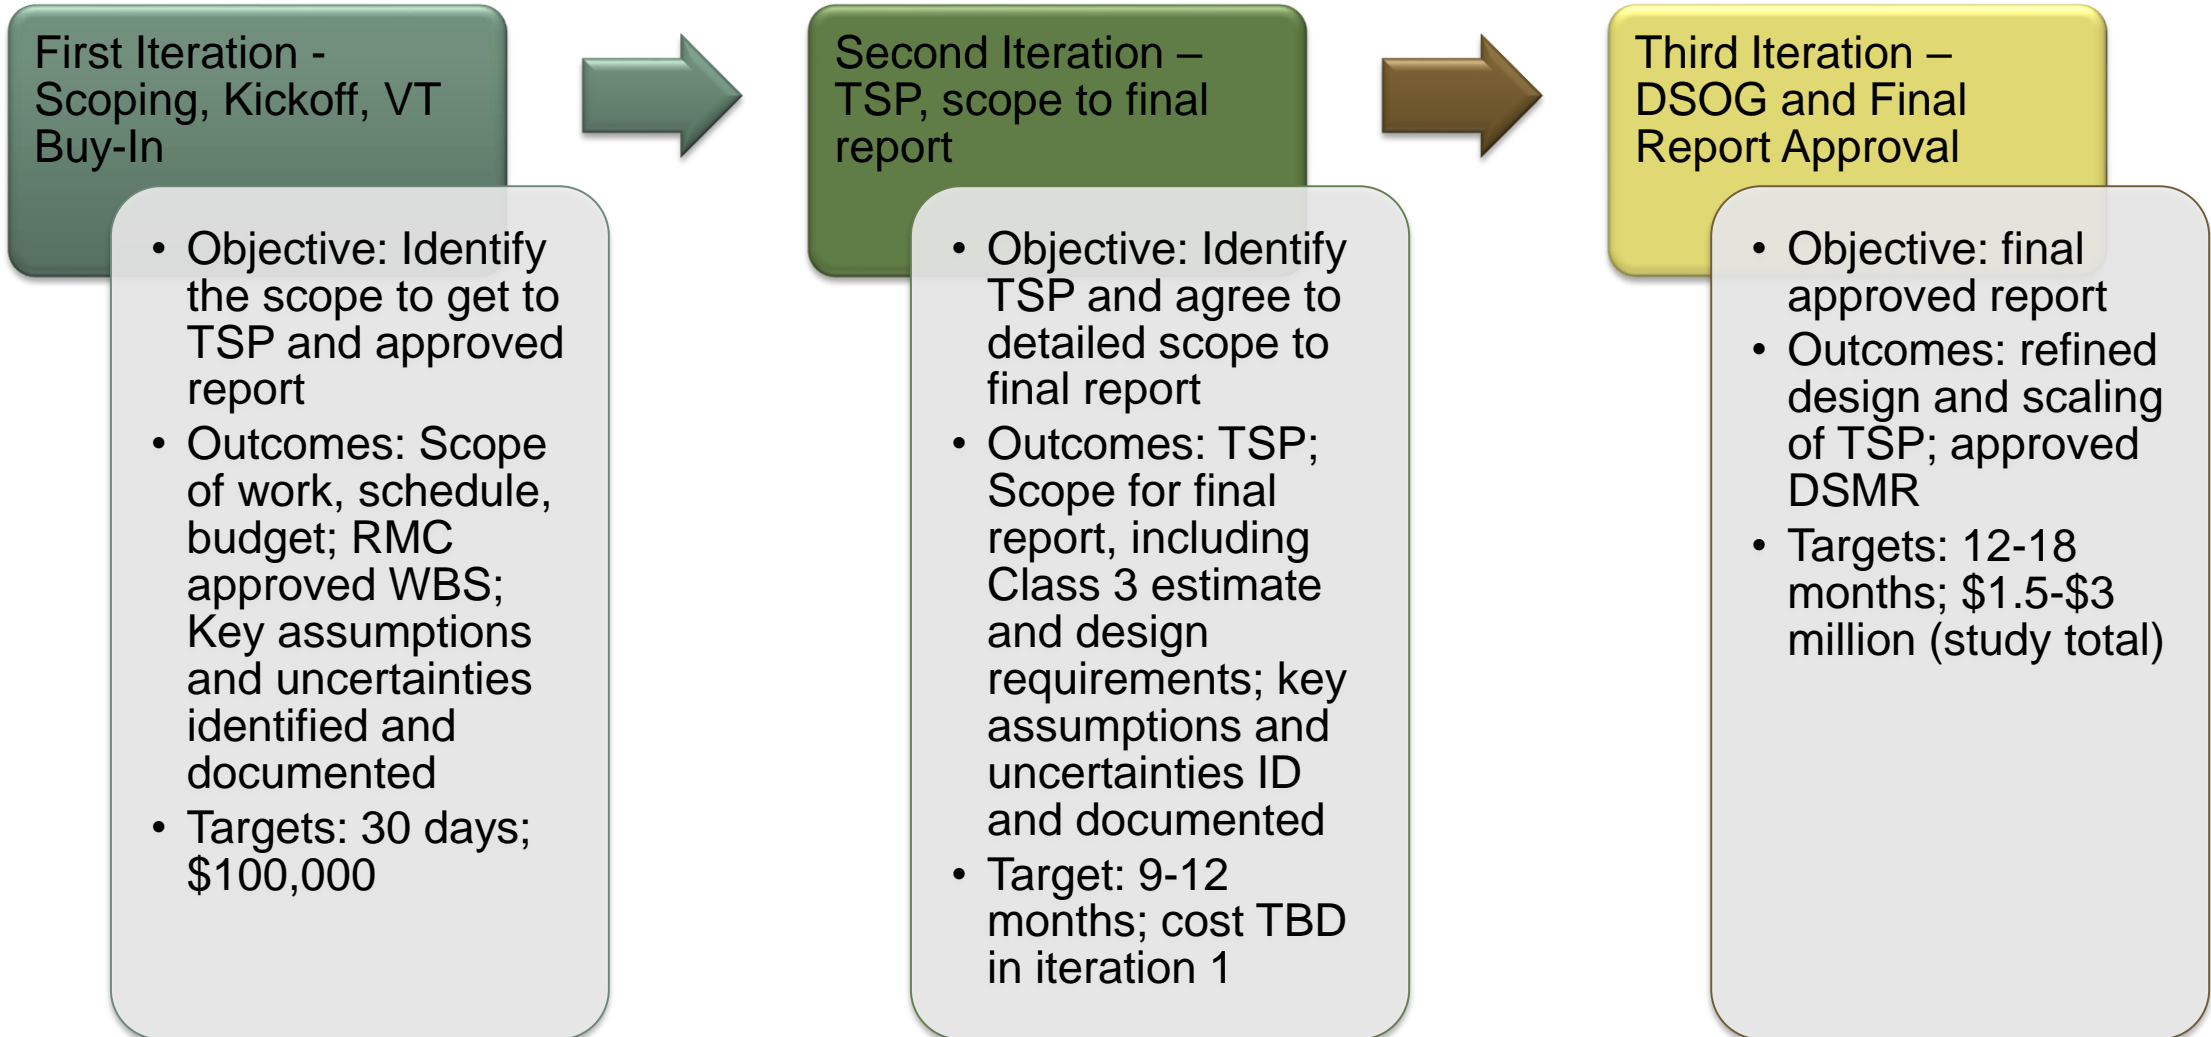 First Iteration -
Scoping, Kickoff, VT
Buy-In
• Objective: Identify
the scope to get to
TSP and approved
report
• Outcomes: Scope
of work, schedule,
budget; RMC
approved WBS;
Key assumptions
and uncertainties
identified and
documented
• Targets: 30 days;
$100,000
Second Iteration –
TSP, scope to final
report
• Objective: Identify
TSP and agree to
detailed scope to
final report
• Outcomes: TSP;
Scope for final
report, including
Class 3 estimate
and design
requirements; key
assumptions and
uncertainties ID
and documented
• Target: 9-12
months; cost TBD
in iteration 1
Third Iteration –
DSOG and Final
Report Approval
• Objective: final
approved report
• Outcomes: refined
design and scaling
of TSP; approved
DSMR
• Targets: 12-18
months; $1.5-$3
million (study total)